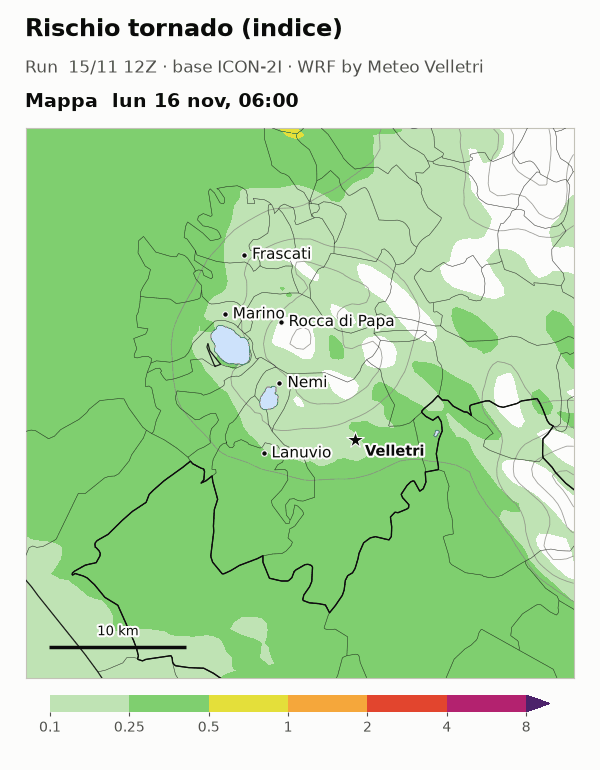 Rischio tornado (indice)
Run  15/11 12Z · base ICON-2I · WRF by Meteo Velletri
Mappa  lun 16 nov, 06:00
Frascati
Marino
Rocca di Papa
Nemi
Velletri
Lanuvio
10 km
0.1 0.25 0.5 1 2 4 8